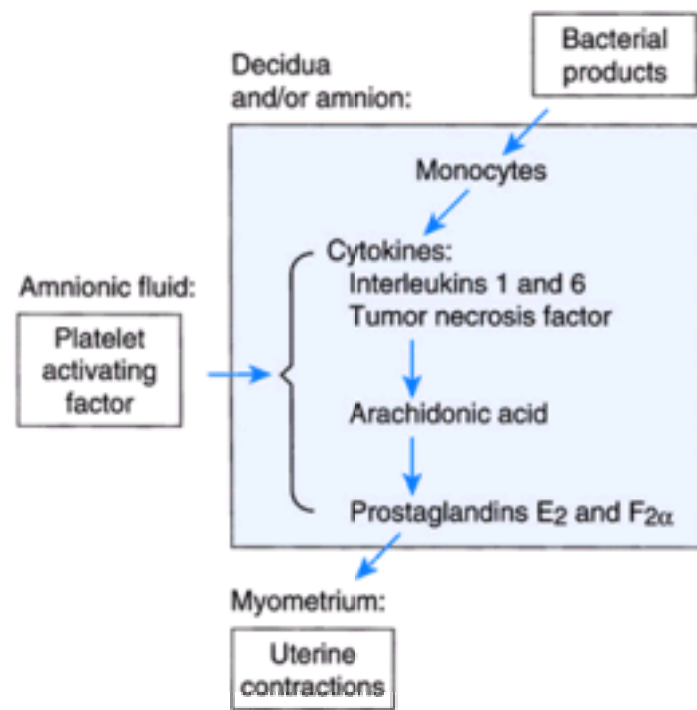 Bacterial
products
Decidua
and/or amnion:
Monocytes
Cytokines:
Interleukins 1 and 6
Tumor necrosis factor
Amnionic fluid:
Platelet
activating
factor
Arachidonic acid
Prostaglandins E₂ and F₂α
Myometrium:
Uterine
contractions